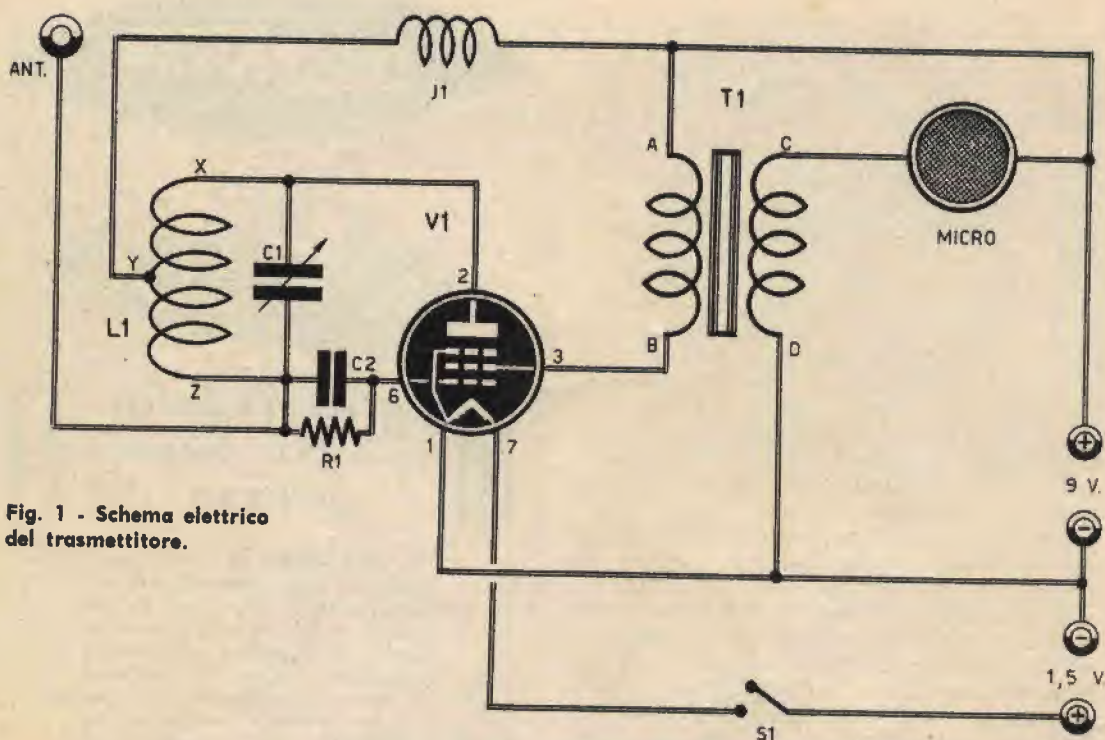 ANT.
J1
T1
A
C
X
V1
C1
MICRO
Y
2
L1
B
D
3
C2
Z
6
R1
1
7
+
9 V.
-
Fig. 1 - Schema elettrico
del trasmettitore.
-
1,5 V.
+
S1